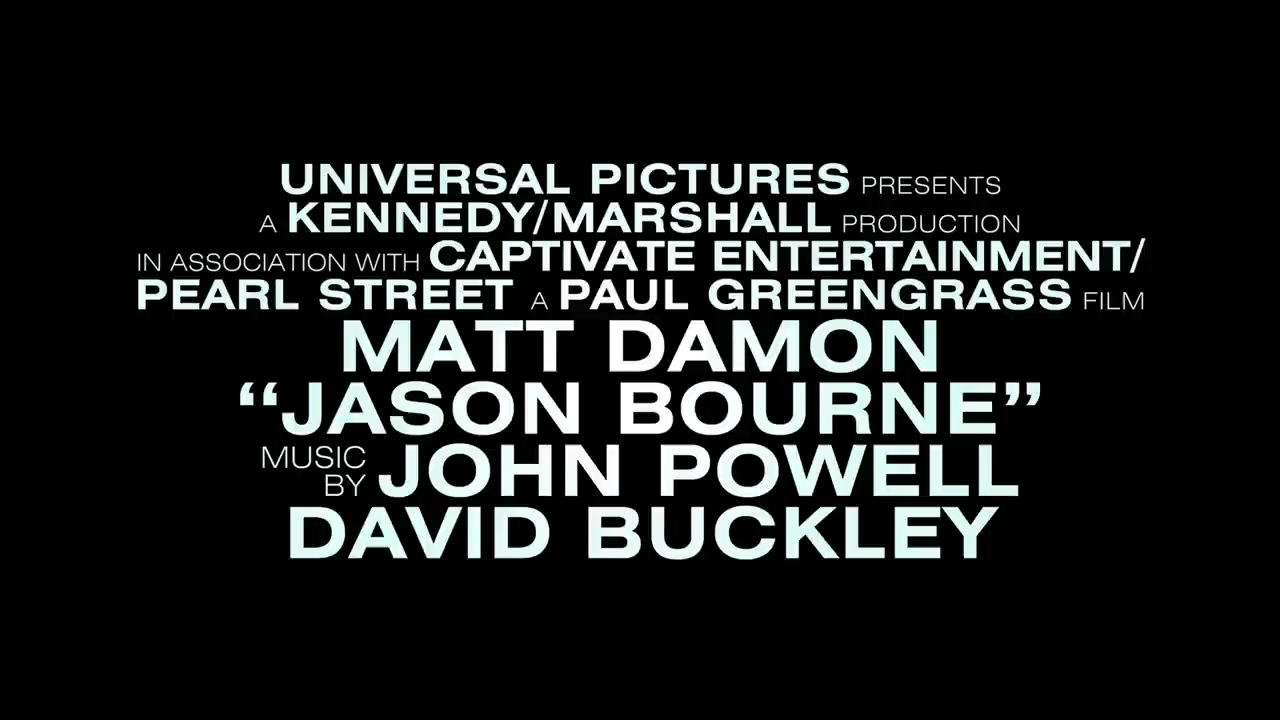 UNIVERSAL PICTURES PRESENTS
A KENNEDY/MARSHALL PRODUCTION
IN ASSOCIATION WITH CAPTIVATE ENTERTAINMENT/
PEARL STREET A PAUL GREENGRASS FILM
MATT DAMON
“JASON BOURNE”
MUSIC BY JOHN POWELL
DAVID BUCKLEY